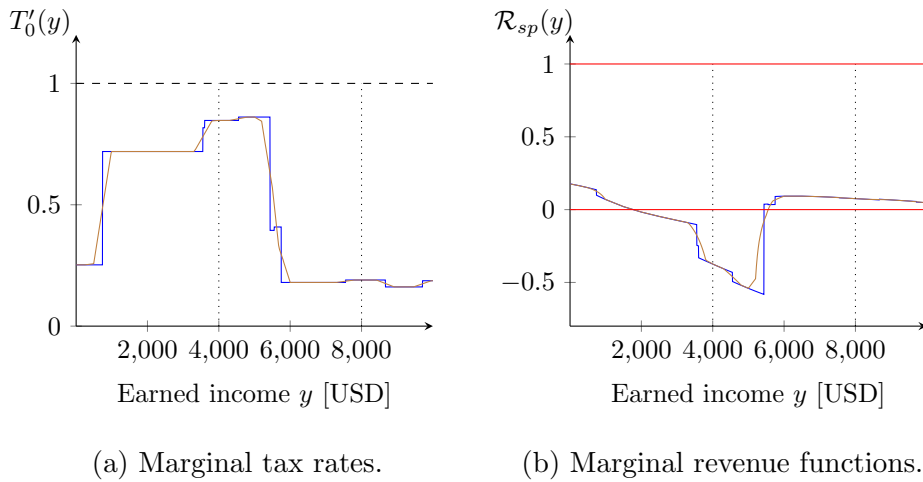 T′₀(y)
1
0.5
0
2,000 4,000 6,000 8,000
Earned income y [USD]
(a) Marginal tax rates.
ℛₛₚ(y)
1
0.5
0
−0.5
2,000 4,000 6,000 8,000
Earned income y [USD]
(b) Marginal revenue functions.